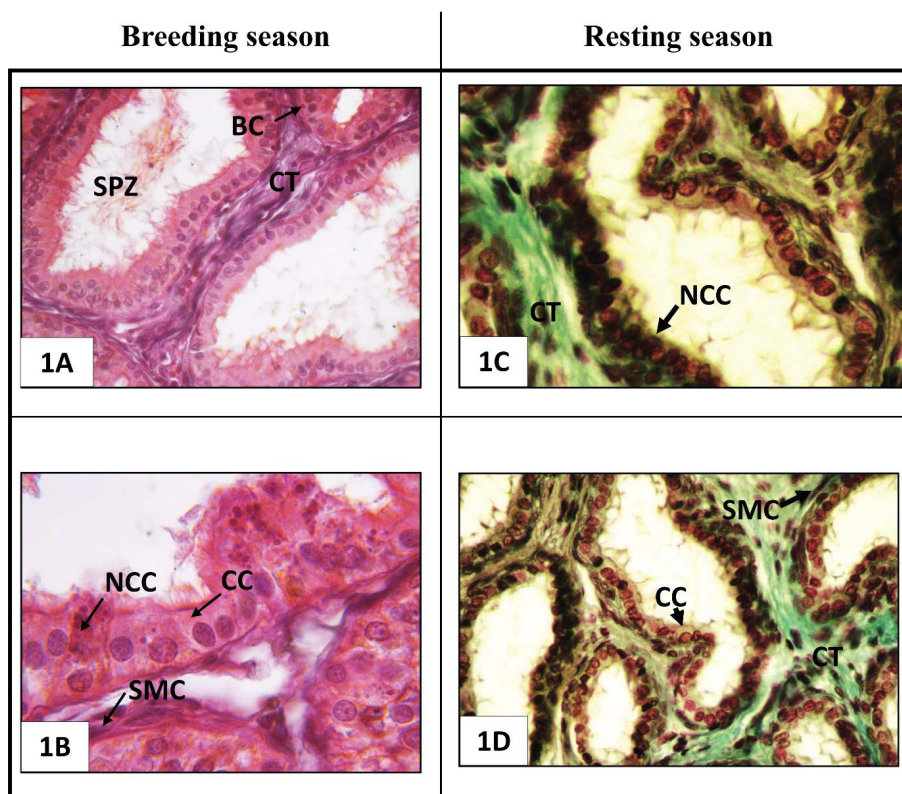 Breeding season
Resting season
BC
SPZ
CT
1A
NCC
CT
1C
NCC
CC
SMC
1B
SMC
CC
CT
1D